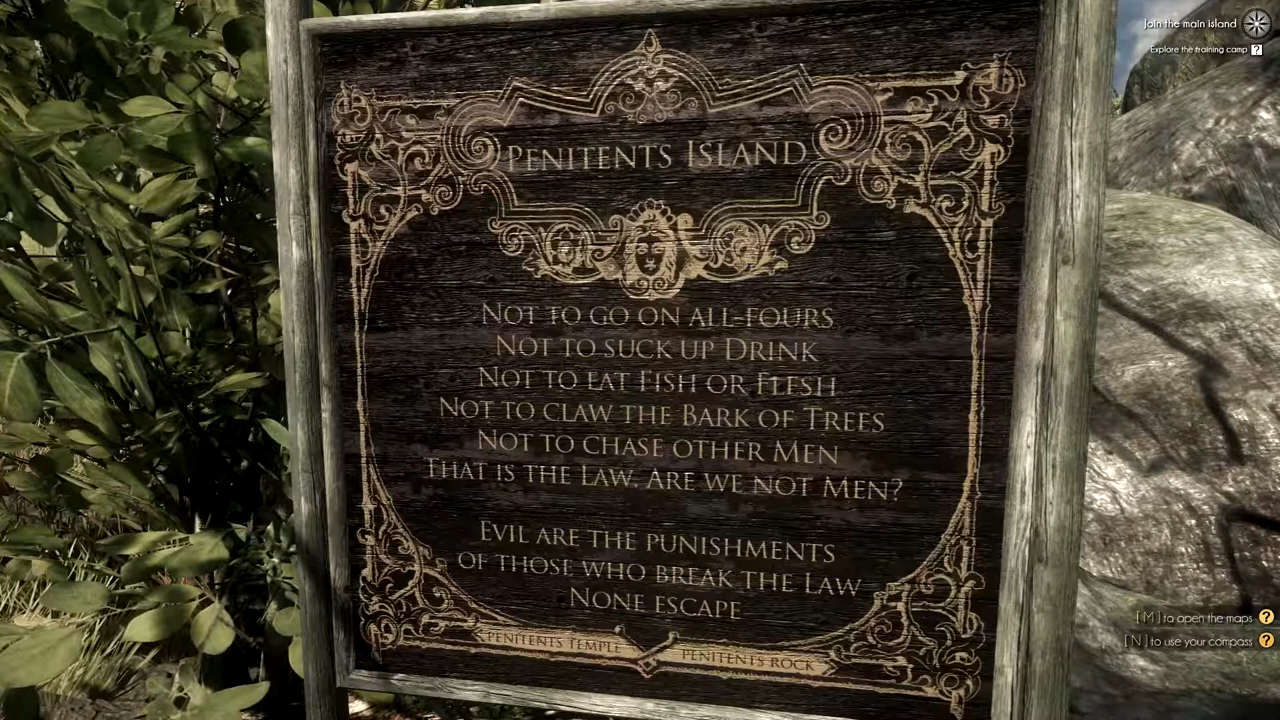 Join the main island
Explore the training camp ?
PENITENTS ISLAND
NOT TO GO ON ALL-FOURS
NOT TO SUCK UP DRINK
NOT TO EAT FISH OR FLESH
NOT TO CLAW THE BARK OF TREES
NOT TO CHASE OTHER MEN
THAT IS THE LAW. ARE WE NOT MEN?
EVIL ARE THE PUNISHMENTS
OF THOSE WHO BREAK THE LAW
NONE ESCAPE
PENITENTS TEMPLE
PENITENTS ROCK
[M] to open the maps ?
[N] to use your compass ?